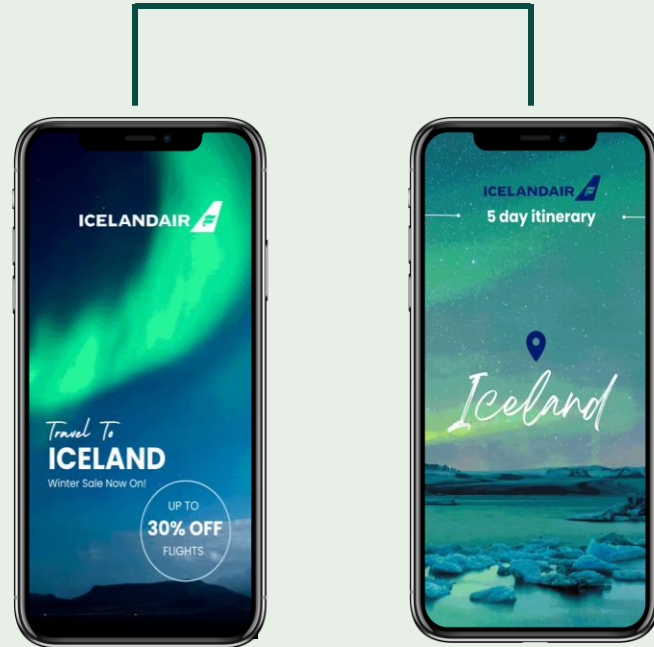 ICELANDAIR
Travel To
ICELAND
Winter Sale Now On!
UP TO
30% OFF
FLIGHTS
ICELANDAIR
5 day itinerary
Iceland